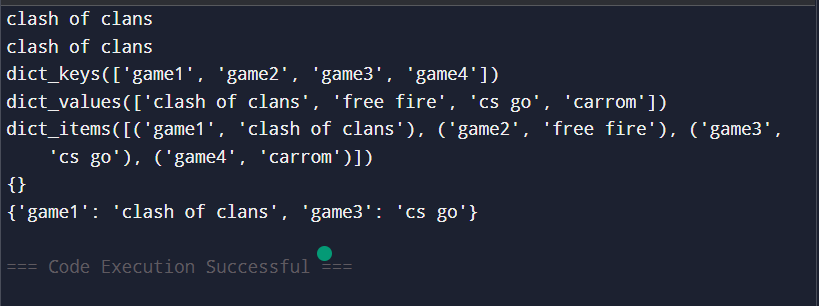 clash of clans
clash of clans
dict_keys(['game1', 'game2', 'game3', 'game4'])
dict_values(['clash of clans', 'free fire', 'cs go', 'carrom'])
dict_items([('game1', 'clash of clans'), ('game2', 'free fire'), ('game3',
    'cs go'), ('game4', 'carrom')])
{}
{'game1': 'clash of clans', 'game3': 'cs go'}
=== Code Execution Successful ===